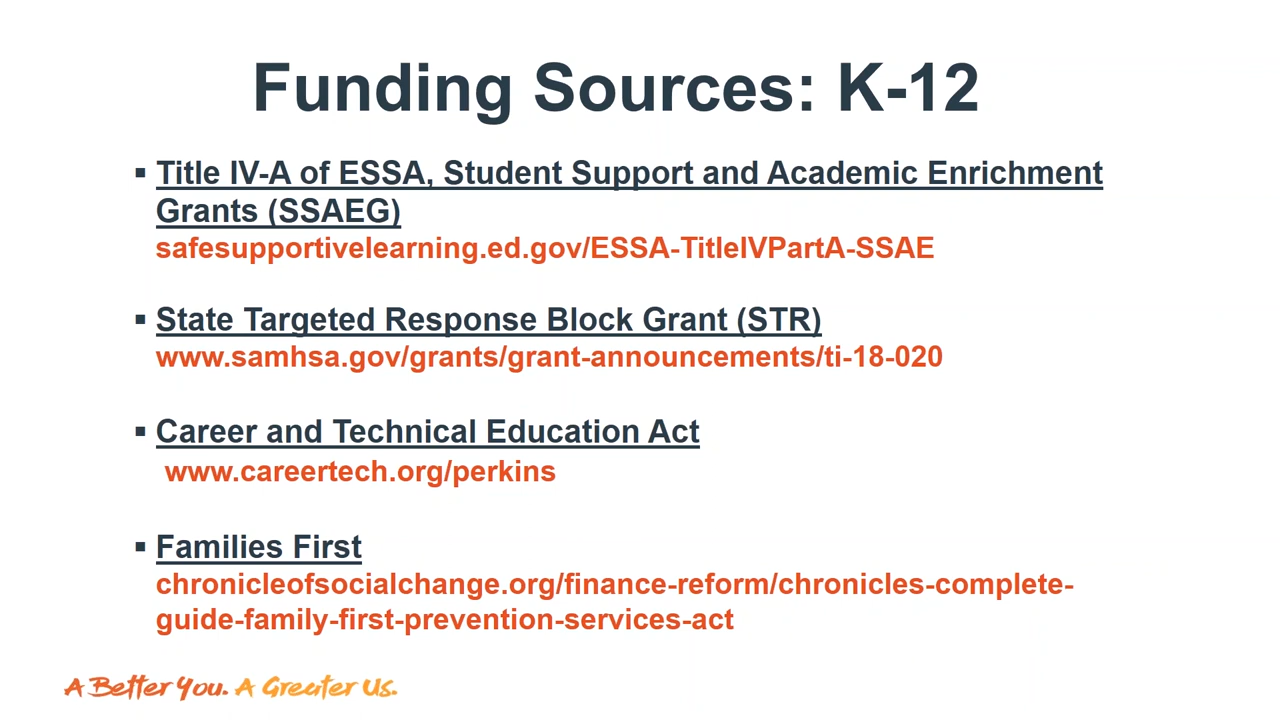 Funding Sources: K-12
▪ Title IV-A of ESSA, Student Support and Academic Enrichment
Grants (SSAEG)
safesupportivelearning.ed.gov/ESSA-TitleIVPartA-SSAE
▪ State Targeted Response Block Grant (STR)
www.samhsa.gov/grants/grant-announcements/ti-18-020
▪ Career and Technical Education Act
www.careertech.org/perkins
▪ Families First
chronicleofsocialchange.org/finance-reform/chronicles-complete-
guide-family-first-prevention-services-act
A Better You. A Greater Us.